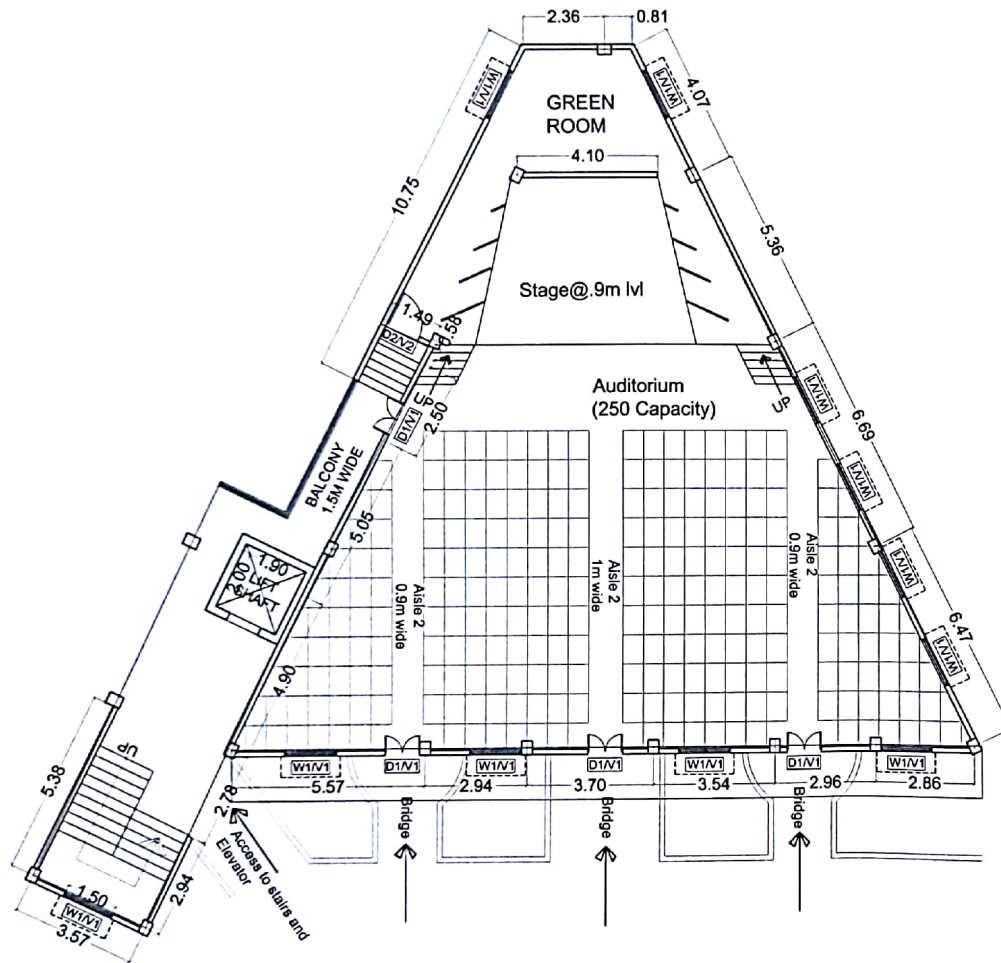 2.36
0.81
W1/V1
W1/V1
4.07
GREEN
ROOM
4.10
10.75
5.36
Stage@.9m lvl
1.49
0.58
D2/V2
UP
D1/V1
2.50
Auditorium
(250 Capacity)
UP
W1/V1
6.69
W1/V1
BALCONY
1.5M WIDE
5.05
Aisle 2
0.9m wide
Aisle 2
1m wide
Aisle 2
0.9m wide
W1/V1
1.90
2.00
LIFT
SHAFT
6.47
W1/V1
4.90
UP
5.38
W1/V1
D1/V1
W1/V1
D1/V1
W1/V1
D1/V1
W1/V1
5.57
2.94
3.70
3.54
2.96
2.86
2.78
Bridge
Bridge
Bridge
Access to stairs and
Elevator
2.94
1.50
W1/V1
3.57